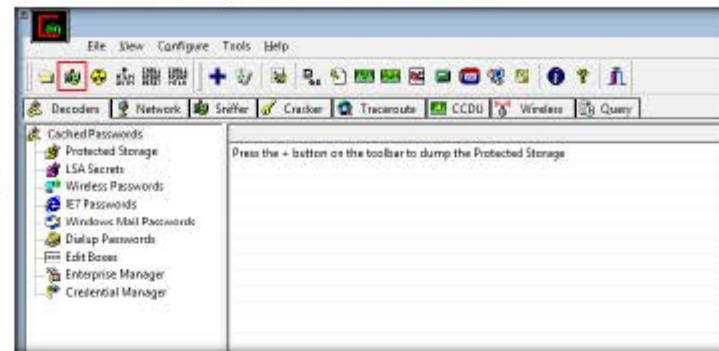 File View Configure Tools Help
Decoders Network Sniffer Cracker Traceroute CCDU Wireless Query
Cached Passwords
Protected Storage
Press the + button on the toolbar to dump the Protected Storage
LSA Secrets
Wireless Passwords
IE7 Passwords
Windows Mail Passwords
Dialup Passwords
Edit Boxes
Enterprise Manager
Credential Manager